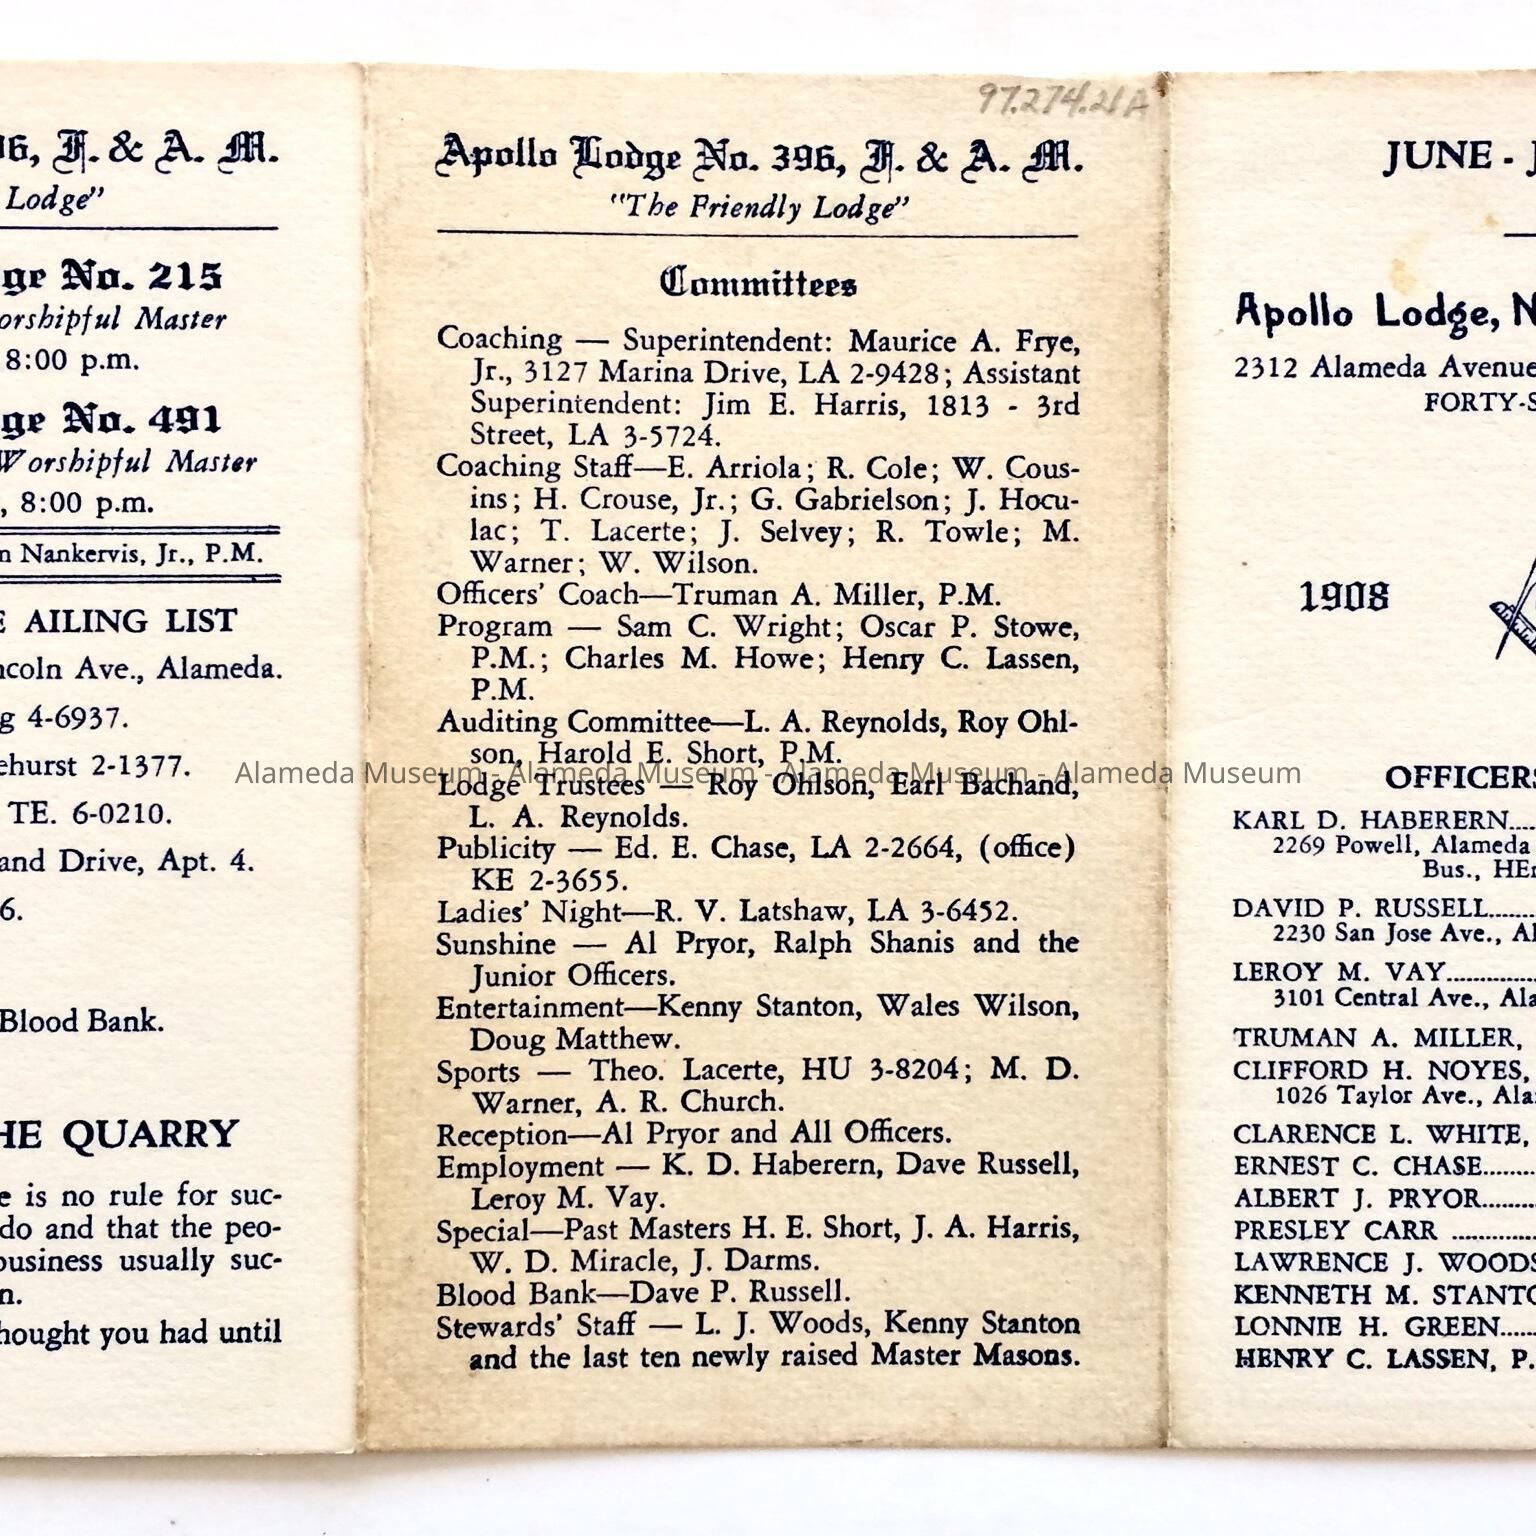 96, F. & A. M.
Lodge”
ge No. 215
orshipful Master
8:00 p.m.
ge No. 491
Worshipful Master
, 8:00 p.m.
n Nankervis, Jr., P.M.
E AILING LIST
ncoln Ave., Alameda.
g 4-6937.
ehurst 2-1377.
TE. 6-0210.
and Drive, Apt. 4.
6.
Blood Bank.
HE QUARRY
e is no rule for suc-
do and that the peo-
business usually suc-
n.
hought you had until
97.274.21A
Apollo Lodge No. 396, F. & A. M.
“The Friendly Lodge”
Committees
Coaching — Superintendent: Maurice A. Frye,
Jr., 3127 Marina Drive, LA 2-9428; Assistant
Superintendent: Jim E. Harris, 1813 - 3rd
Street, LA 3-5724.
Coaching Staff—E. Arriola; R. Cole; W. Cous-
ins; H. Crouse, Jr.; G. Gabrielson; J. Hocu-
lac; T. Lacerte; J. Selvey; R. Towle; M.
Warner; W. Wilson.
Officers’ Coach—Truman A. Miller, P.M.
Program — Sam C. Wright; Oscar P. Stowe,
P.M.; Charles M. Howe; Henry C. Lassen,
P.M.
Auditing Committee—L. A. Reynolds, Roy Ohl-
son, Harold E. Short, P.M.
Alameda Museum - Alameda Museum - Alameda Museum - Alameda Museum
Lodge Trustees — Roy Ohlson, Earl Bachand,
L. A. Reynolds.
Publicity — Ed. E. Chase, LA 2-2664, (office)
KE 2-3655.
Ladies’ Night—R. V. Latshaw, LA 3-6452.
Sunshine — Al Pryor, Ralph Shanis and the
Junior Officers.
Entertainment—Kenny Stanton, Wales Wilson,
Doug Matthew.
Sports — Theo. Lacerte, HU 3-8204; M. D.
Warner, A. R. Church.
Reception—Al Pryor and All Officers.
Employment — K. D. Haberern, Dave Russell,
Leroy M. Vay.
Special—Past Masters H. E. Short, J. A. Harris,
W. D. Miracle, J. Darms.
Blood Bank—Dave P. Russell.
Stewards’ Staff — L. J. Woods, Kenny Stanton
and the last ten newly raised Master Masons.
JUNE - J
Apollo Lodge, N
2312 Alameda Avenue
FORTY-S
1908
OFFICERS
KARL D. HABERERN....
2269 Powell, Alameda
Bus., HEn
DAVID P. RUSSELL.......
2230 San Jose Ave., Al
LEROY M. VAY..............
3101 Central Ave., Ala
TRUMAN A. MILLER,
CLIFFORD H. NOYES,
1026 Taylor Ave., Ala
CLARENCE L. WHITE,
ERNEST C. CHASE........
ALBERT J. PRYOR.........
PRESLEY CARR .............
LAWRENCE J. WOODS
KENNETH M. STANTO
LONNIE H. GREEN......
HENRY C. LASSEN, P.